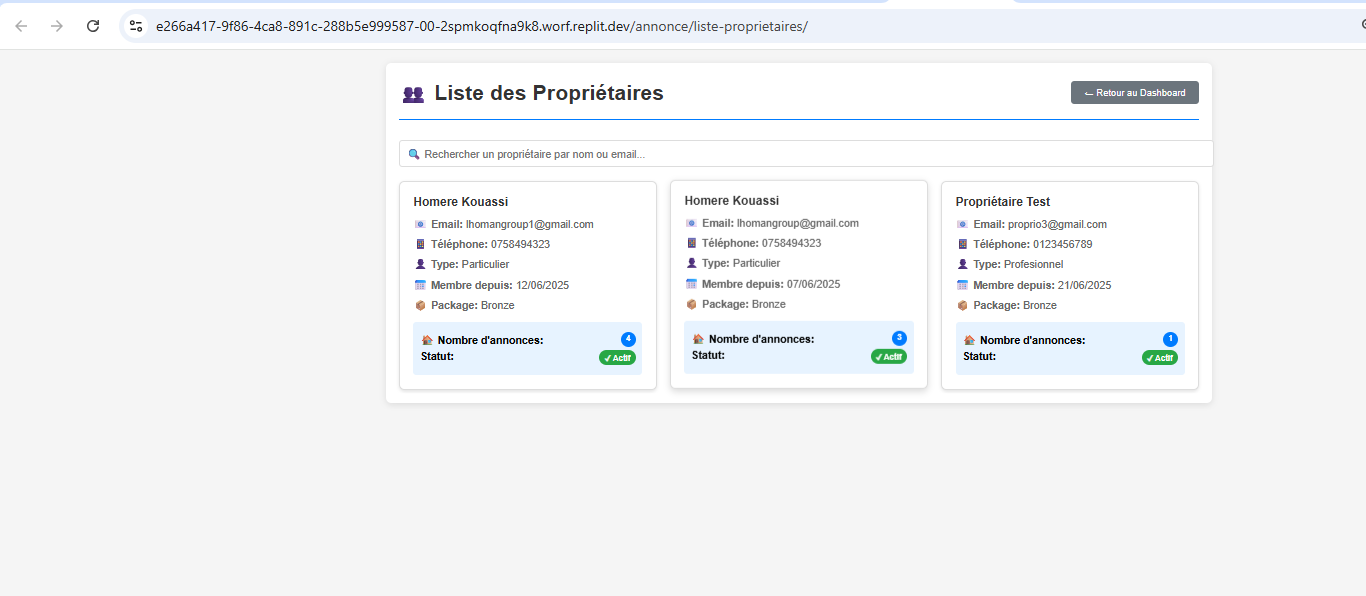 e266a417-9f86-4ca8-891c-288b5e999587-00-2spmkoqfna9k8.worf.replit.dev/annonce/liste-proprietaires/
Liste des Propriétaires
← Retour au Dashboard
Rechercher un propriétaire par nom ou email...
Homere Kouassi
Email: lhomangroup1@gmail.com
Téléphone: 0758494323
Type: Particulier
Membre depuis: 12/06/2025
Package: Bronze
Nombre d'annonces: 4
Statut: ✓ Actif
Homere Kouassi
Email: lhomangroup@gmail.com
Téléphone: 0758494323
Type: Particulier
Membre depuis: 07/06/2025
Package: Bronze
Nombre d'annonces: 3
Statut: ✓ Actif
Propriétaire Test
Email: proprio3@gmail.com
Téléphone: 0123456789
Type: Profesionnel
Membre depuis: 21/06/2025
Package: Bronze
Nombre d'annonces: 1
Statut: ✓ Actif